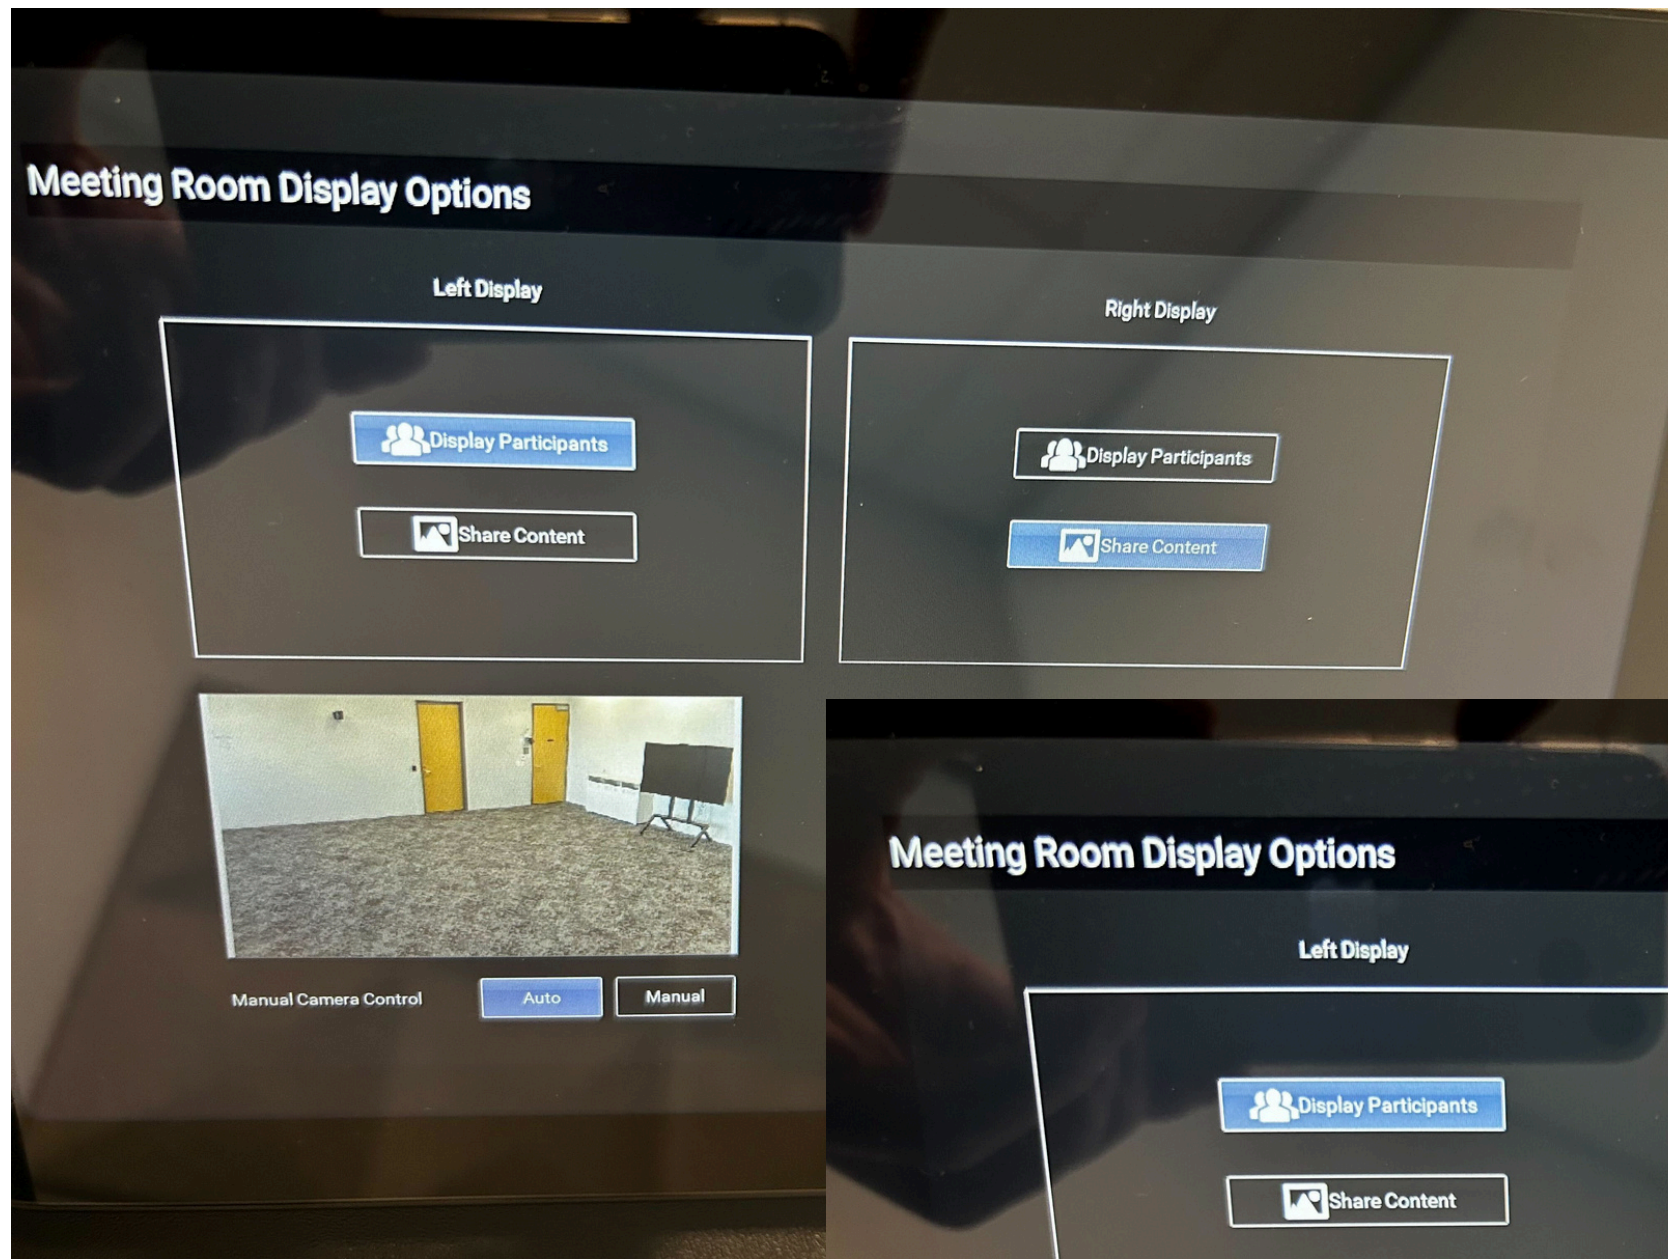 Meeting Room Display Options
Left Display
Right Display
Display Participants
Display Participants
Share Content
Share Content
Manual Camera Control
Auto
Manual
Meeting Room Display Options
Left Display
Display Participants
Share Content